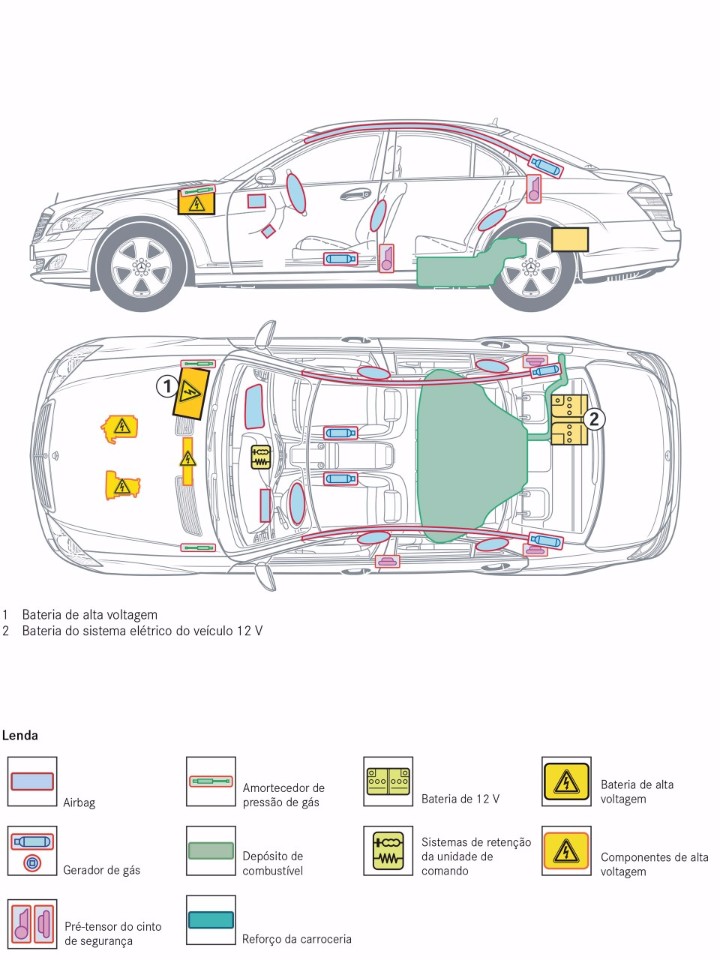 1
2
1 Bateria de alta voltagem
2 Bateria do sistema elétrico do veículo 12 V
Lenda
Airbag
Amortecedor de
pressão de gás
Bateria de 12 V
Bateria de alta
voltagem
Gerador de gás
Depósito de
combustível
Sistemas de retenção
da unidade de
comando
Componentes de alta
voltagem
Pré-tensor do cinto
de segurança
Reforço da carroceria